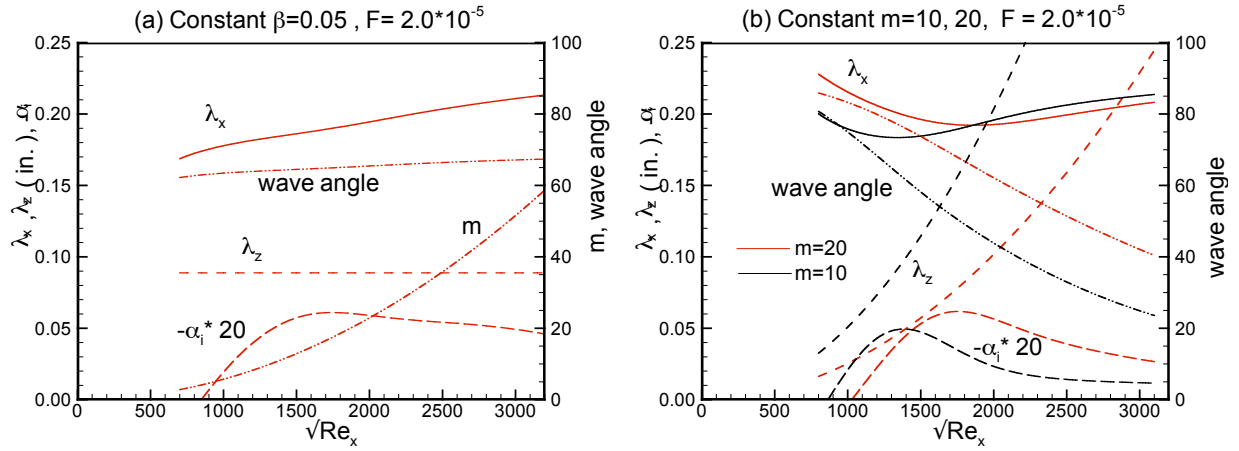 (a) Constant β=0.05 , F= 2.0*10⁻⁵
0.25
0.20
0.15
0.10
0.05
0.00
λₓ , λ_z ( in. ), αᵢ
100
80
60
40
20
0
m, wave angle
λₓ
wave angle
m
λ_z
-αᵢ* 20
0 500 1000 1500 2000 2500 3000
√Reₓ
(b) Constant m=10, 20, F = 2.0*10⁻⁵
0.25
0.20
0.15
0.10
0.05
0.00
λₓ , λ_z ( in. ), αᵢ
100
80
60
40
20
0
wave angle
λₓ
wave angle
m=20
m=10
λ_z
-αᵢ* 20
0 500 1000 1500 2000 2500 3000
√Reₓ